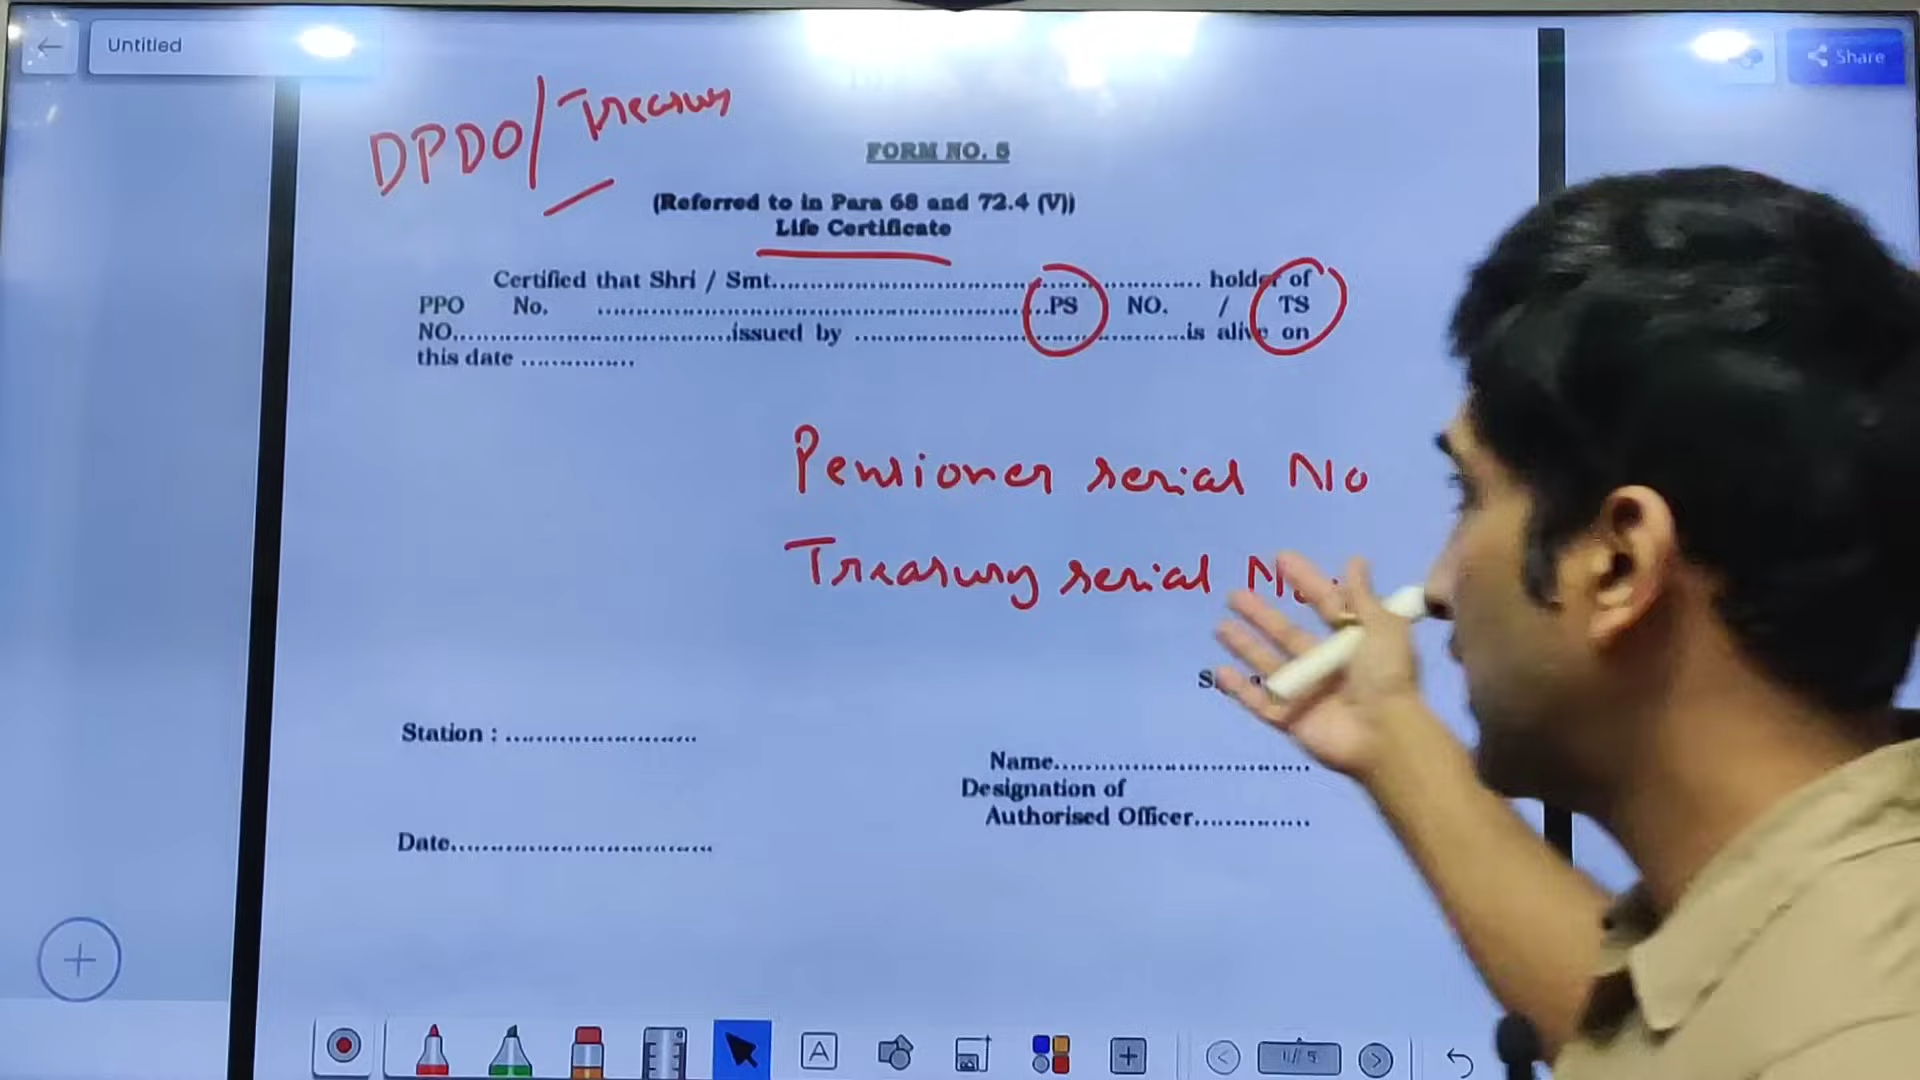 Untitled
Share
DPDO/Treasury
FORM NO. 5
(Referred to in Para 68 and 72.4 (V))
Life Certificate
Certified that Shri / Smt................................................................ holder of
PPO No. ..................................................PS NO. / TS
NO...................................issued by ............................................is alive on
this date ...............
Pensioner serial No
Treasury serial No.
Station : .........................
Name.................................
Designation of
Authorised Officer...............
Date..................................
A